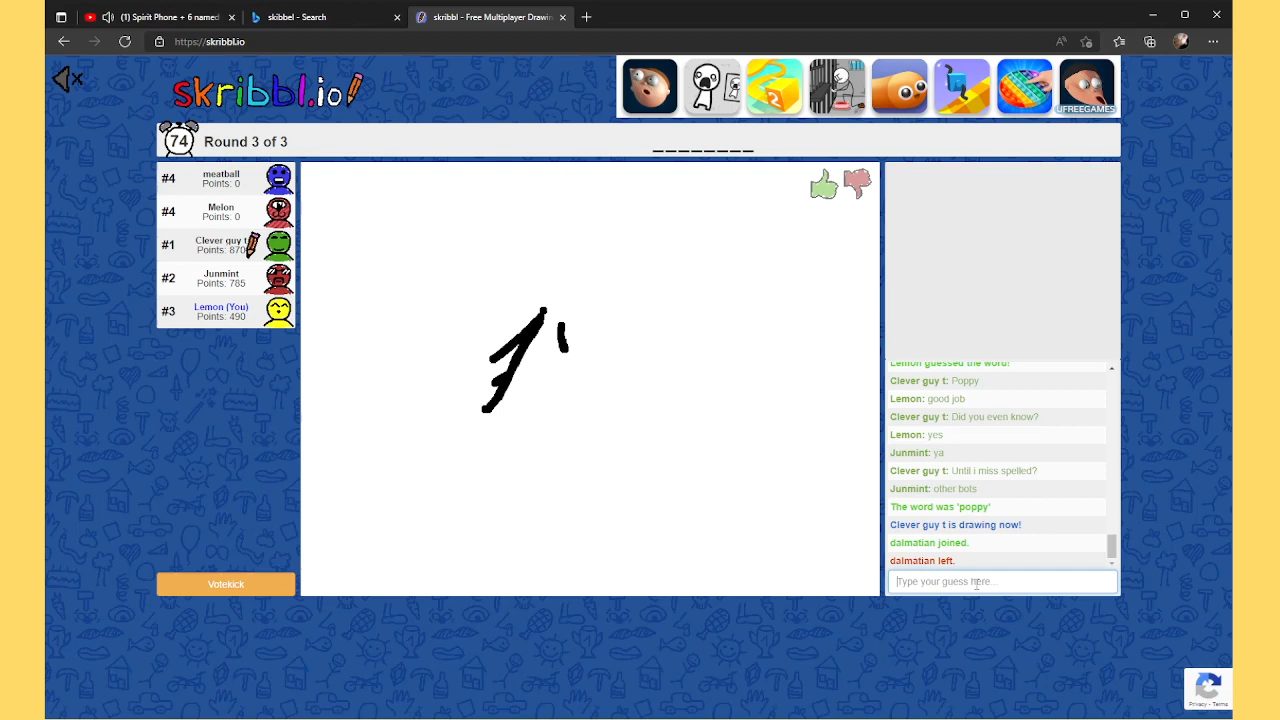 (1) Spirit Phone + 6 named
skibbel - Search
skribbl - Free Multiplayer Drawin
https://skribbl.io
skribbl.io
UFREEGAMES
74
Round 3 of 3
________
#4 meatball
Points: 0
#4 Melon
Points: 0
#1 Clever guy t
Points: 870
#2 Junmint
Points: 785
#3 Lemon (You)
Points: 490
Votekick
Lemon guessed the word!
Clever guy t: Poppy
Lemon: good job
Clever guy t: Did you even know?
Lemon: yes
Junmint: ya
Clever guy t: Until i miss spelled?
Junmint: other bots
The word was 'poppy'
Clever guy t is drawing now!
dalmatian joined.
dalmatian left.
Type your guess here...
Privacy - Terms